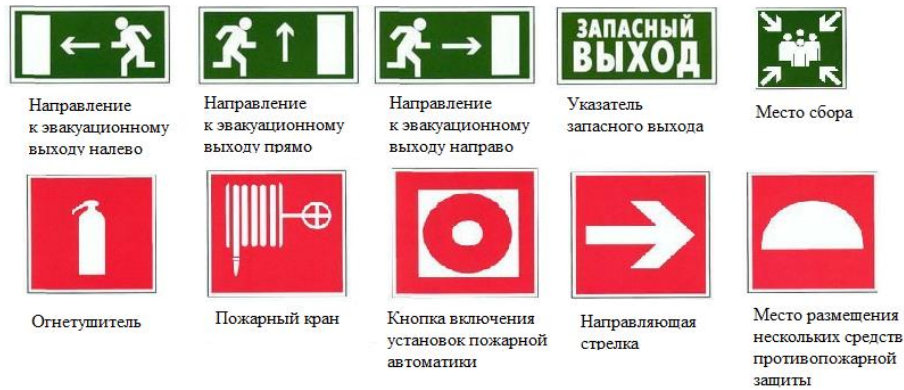 ЗАПАСНЫЙ
ВЫХОД
Направление
к эвакуационному
выходу налево
Направление
к эвакуационному
выходу прямо
Направление
к эвакуационному
выходу направо
Указатель
запасного выхода
Место сбора
Огнетушитель
Пожарный кран
Кнопка включения
установок пожарной
автоматики
Направляющая
стрелка
Место размещения
нескольких средств
противопожарной
защиты